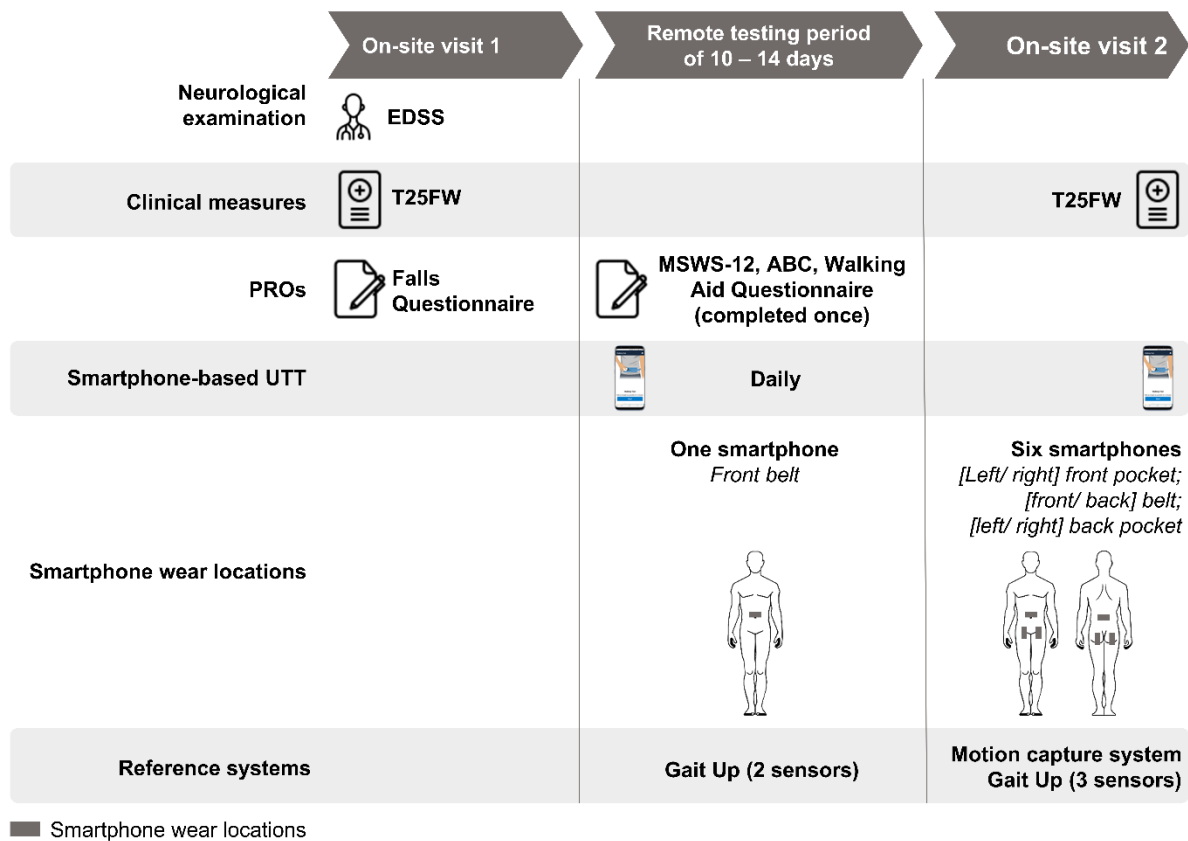 On-site visit 1
Remote testing period
of 10 – 14 days
On-site visit 2
Neurological
examination
EDSS
Clinical measures
T25FW
T25FW
PROs
Falls
Questionnaire
MSWS-12, ABC, Walking
Aid Questionnaire
(completed once)
Smartphone-based UTT
Daily
Smartphone wear locations
One smartphone
Front belt
Six smartphones
[Left/ right] front pocket;
[front/ back] belt;
[left/ right] back pocket
Reference systems
Gait Up (2 sensors)
Motion capture system
Gait Up (3 sensors)
Smartphone wear locations